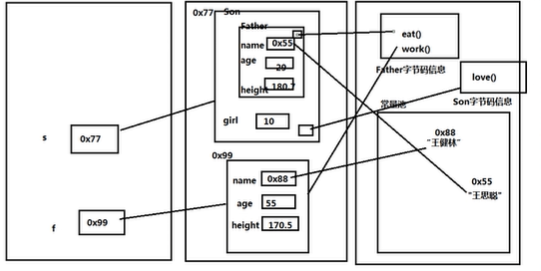 0x77 Son
Father
name 0x55
age 20
height 180.7
girl 10
s 0x77
0x99
name 0x88
age 55
height 170.5
f 0x99
eat()
work()
Father字节码信息
love()
Son字节码信息
常量池
0x88
"王健林"
0x55
"王思聪"